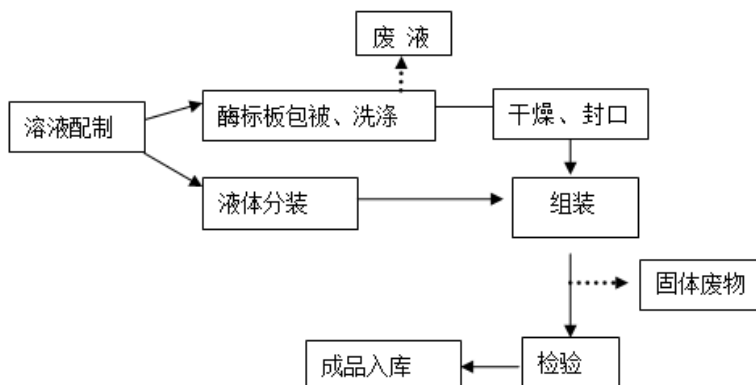 废 液
溶液配制
酶标板包被、洗涤
干燥、封口
液体分装
组装
固体废物
成品入库
检验